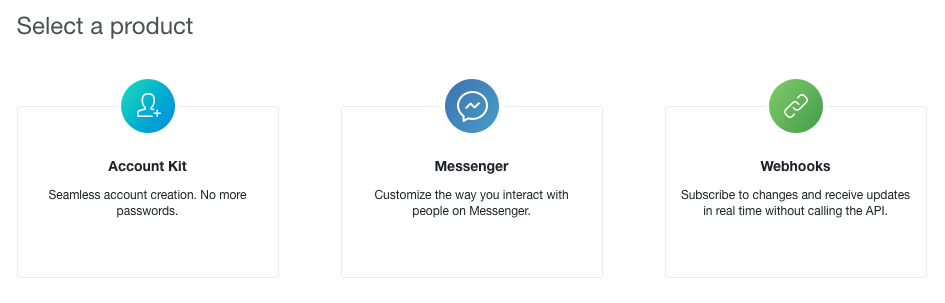 Select a product
Account Kit
Seamless account creation. No more
passwords.
Messenger
Customize the way you interact with
people on Messenger.
Webhooks
Subscribe to changes and receive updates
in real time without calling the API.